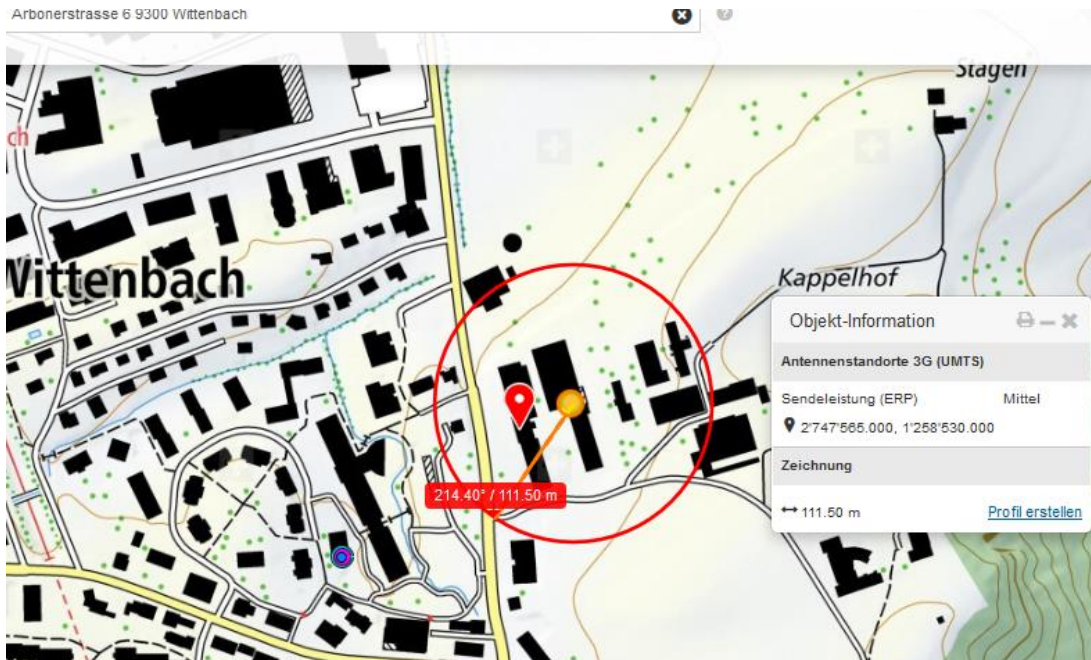 Arbonerstrasse 6 9300 Wittenbach
Stagen
ch
Wittenbach
Kappelhof
Objekt-Information
Antennenstandorte 3G (UMTS)
Sendeleistung (ERP) Mittel
2'747'565.000, 1'258'530.000
Zeichnung
214.40° / 111.50 m
↔ 111.50 m Profil erstellen